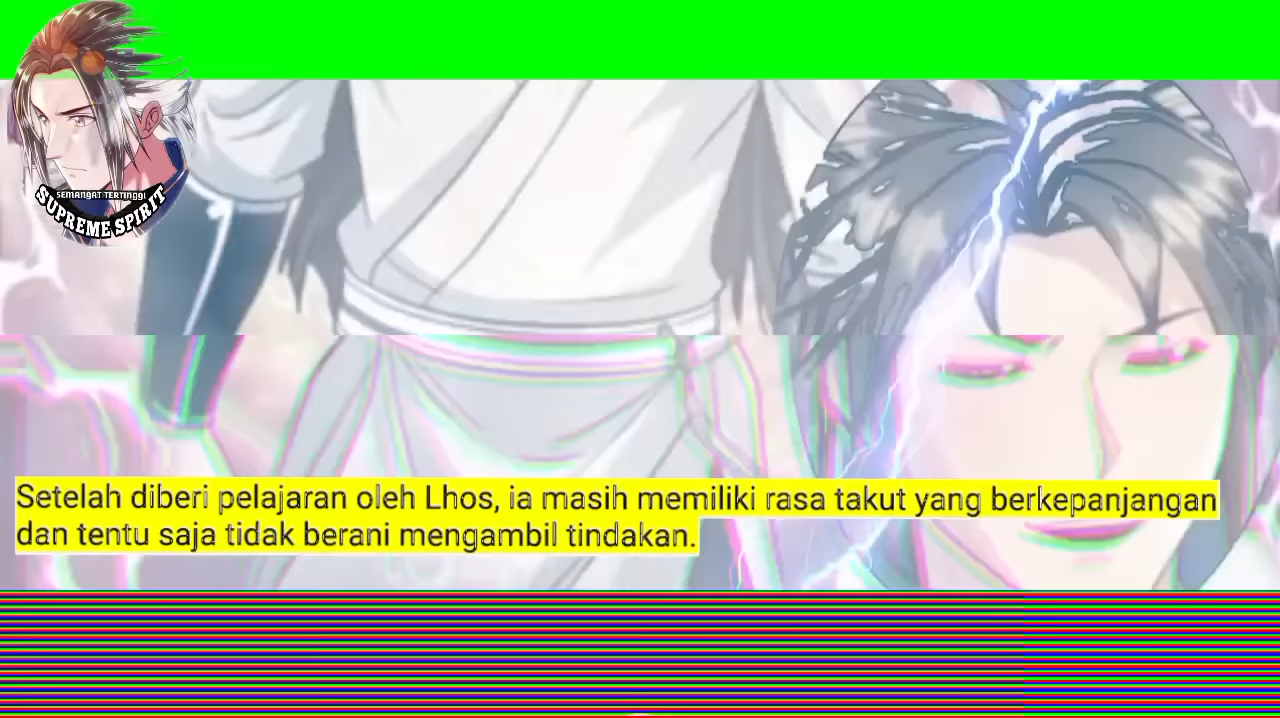 SEMANGAT TERTINGGI
SUPREME SPIRIT
Setelah diberi pelajaran oleh Lhos, ia masih memiliki rasa takut yang berkepanjangan
dan tentu saja tidak berani mengambil tindakan.